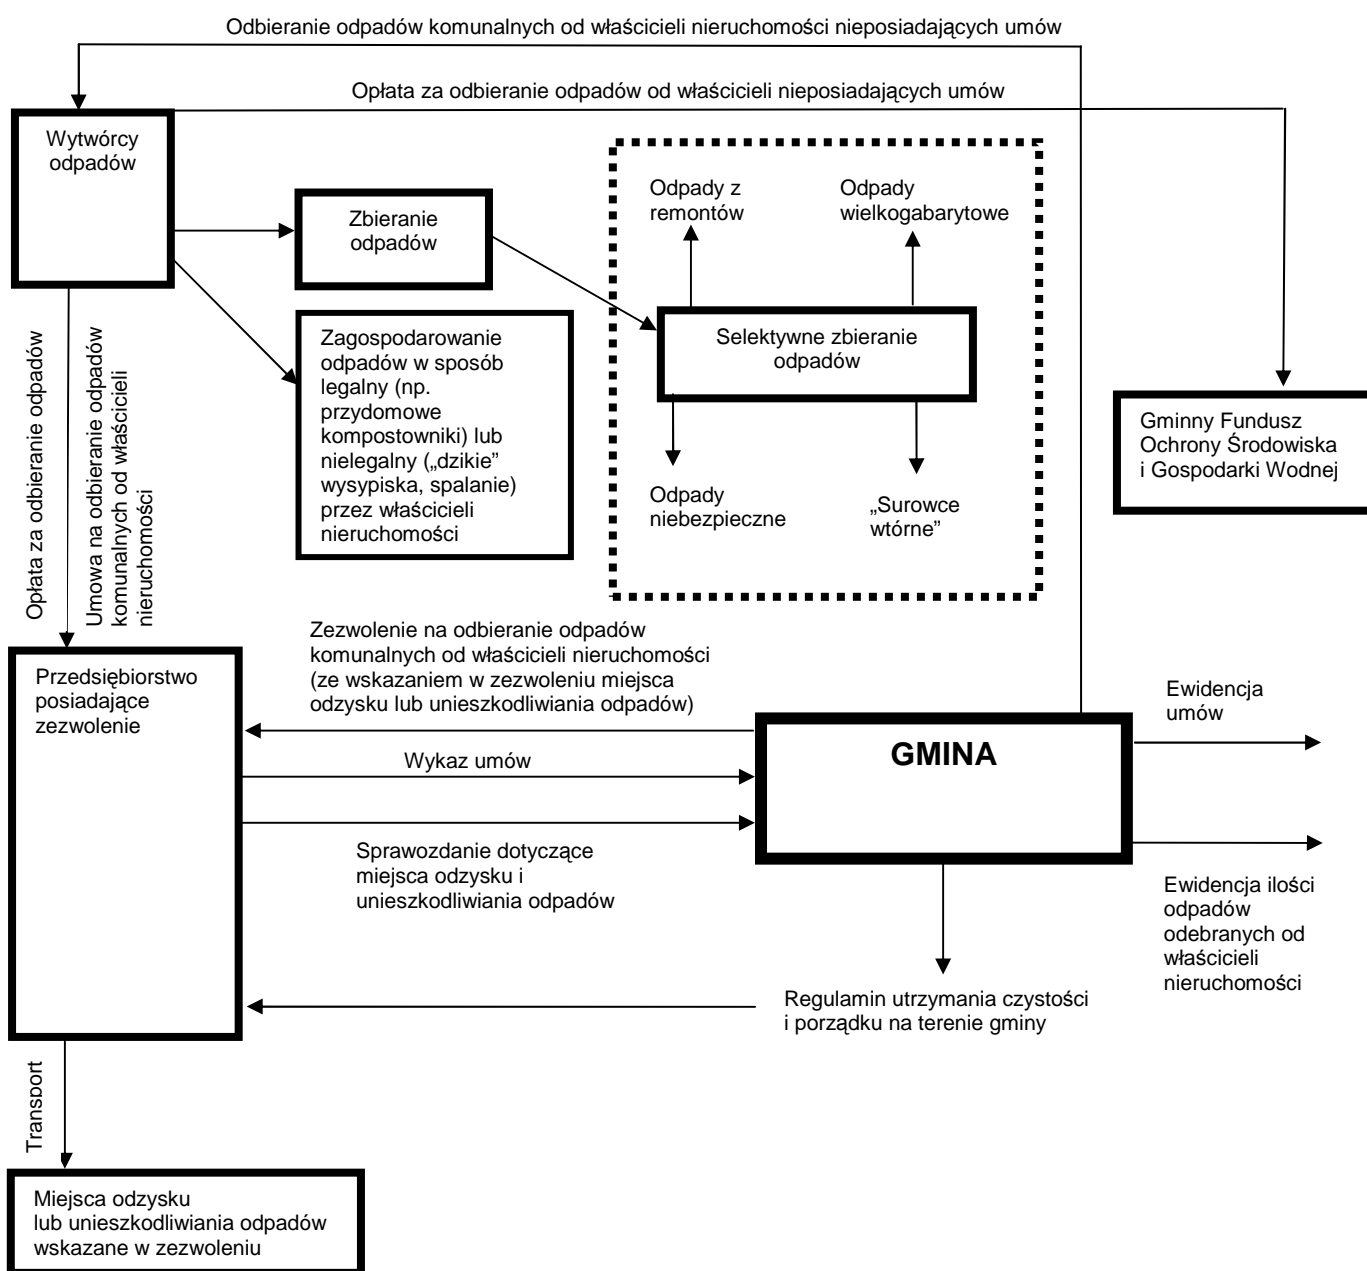 Odbieranie odpadów komunalnych od właścicieli nieruchomości nieposiadających umów
Opłata za odbieranie odpadów od właścicieli nieposiadających umów
Wytwórcy
odpadów
Zbieranie
odpadów
Odpady z
remontów
Odpady
wielkogabarytowe
Selektywne zbieranie
odpadów
Odpady
niebezpieczne
„Surowce
wtórne”
Zagospodarowanie
odpadów w sposób
legalny (np.
przydomowe
kompostowniki) lub
nielegalny („dzikie”
wysypiska, spalanie)
przez właścicieli
nieruchomości
Gminny Fundusz
Ochrony Środowiska
i Gospodarki Wodnej
Opłata za odbieranie odpadów
Umowa na odbieranie odpadów
komunalnych od właścicieli
nieruchomości
Przedsiębiorstwo
posiadające
zezwolenie
Zezwolenie na odbieranie odpadów
komunalnych od właścicieli nieruchomości
(ze wskazaniem w zezwoleniu miejsca
odzysku lub unieszkodliwiania odpadów)
Wykaz umów
Sprawozdanie dotyczące
miejsca odzysku i
unieszkodliwiania odpadów
GMINA
Ewidencja
umów
Ewidencja ilości
odpadów
odebranych od
właścicieli
nieruchomości
Regulamin utrzymania czystości
i porządku na terenie gminy
Transport
Miejsca odzysku
lub unieszkodliwiania odpadów
wskazane w zezwoleniu